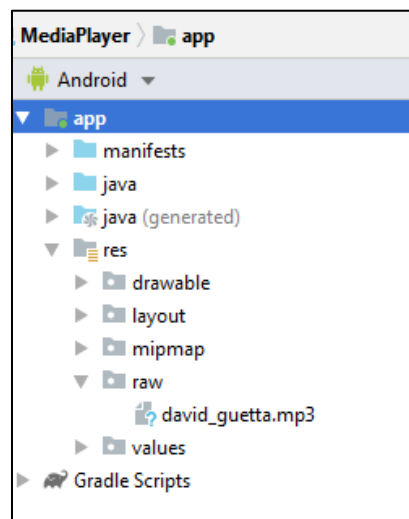 MediaPlayer app
Android
app
manifests
java
java (generated)
res
drawable
layout
mipmap
raw
david_guetta.mp3
values
Gradle Scripts